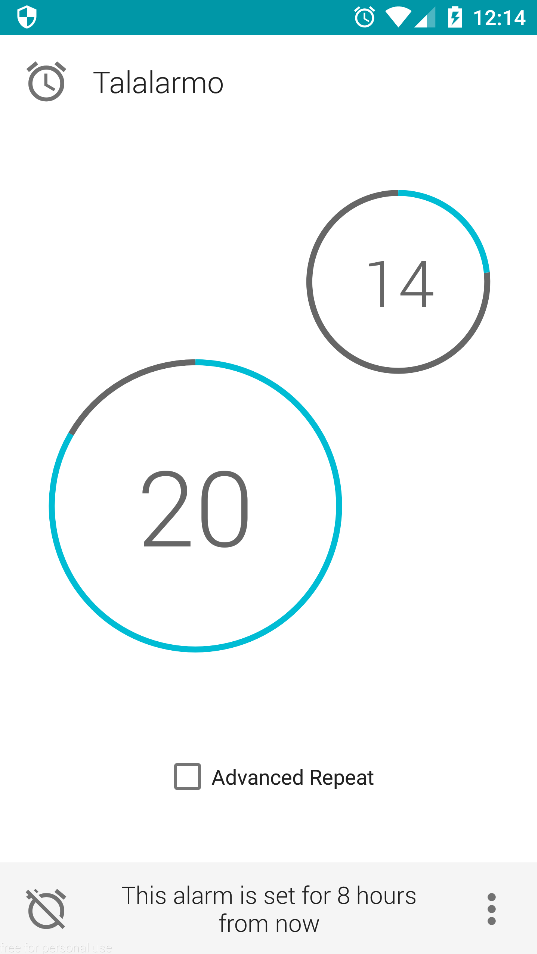 12:14
Talalarmo
14
20
Advanced Repeat
This alarm is set for 8 hours
from now
free for personal use